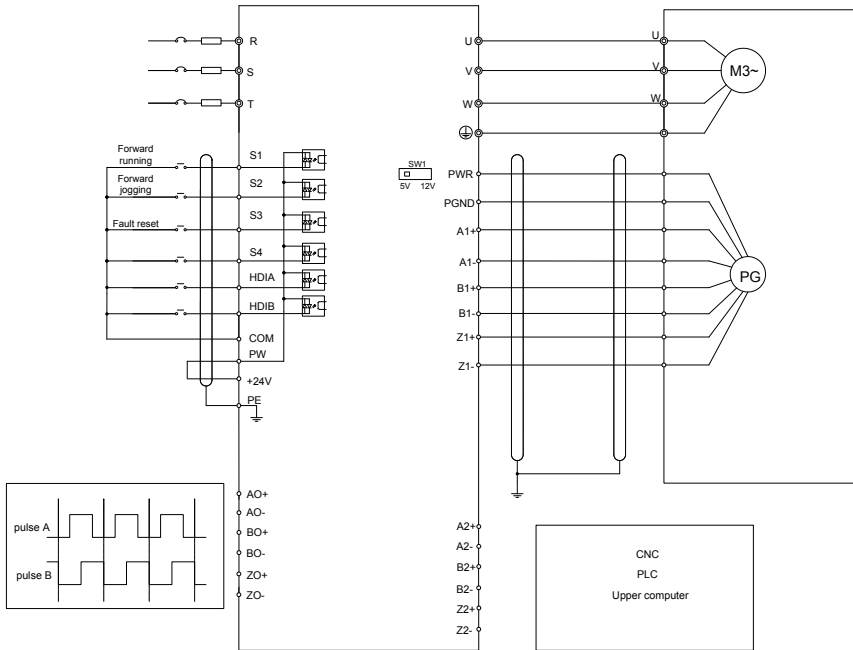 R
S
T
U
V
W
U
V
W
M3~
Forward
running
Forward
jogging
Fault reset
S1
S2
S3
S4
HDIA
HDIB
COM
PW
+24V
PE
SW1
5V 12V
PWR
PGND
A1+
A1-
B1+
B1-
Z1+
Z1-
PG
pulse A
pulse B
AO+
AO-
BO+
BO-
ZO+
ZO-
A2+
A2-
B2+
B2-
Z2+
Z2-
CNC
PLC
Upper computer